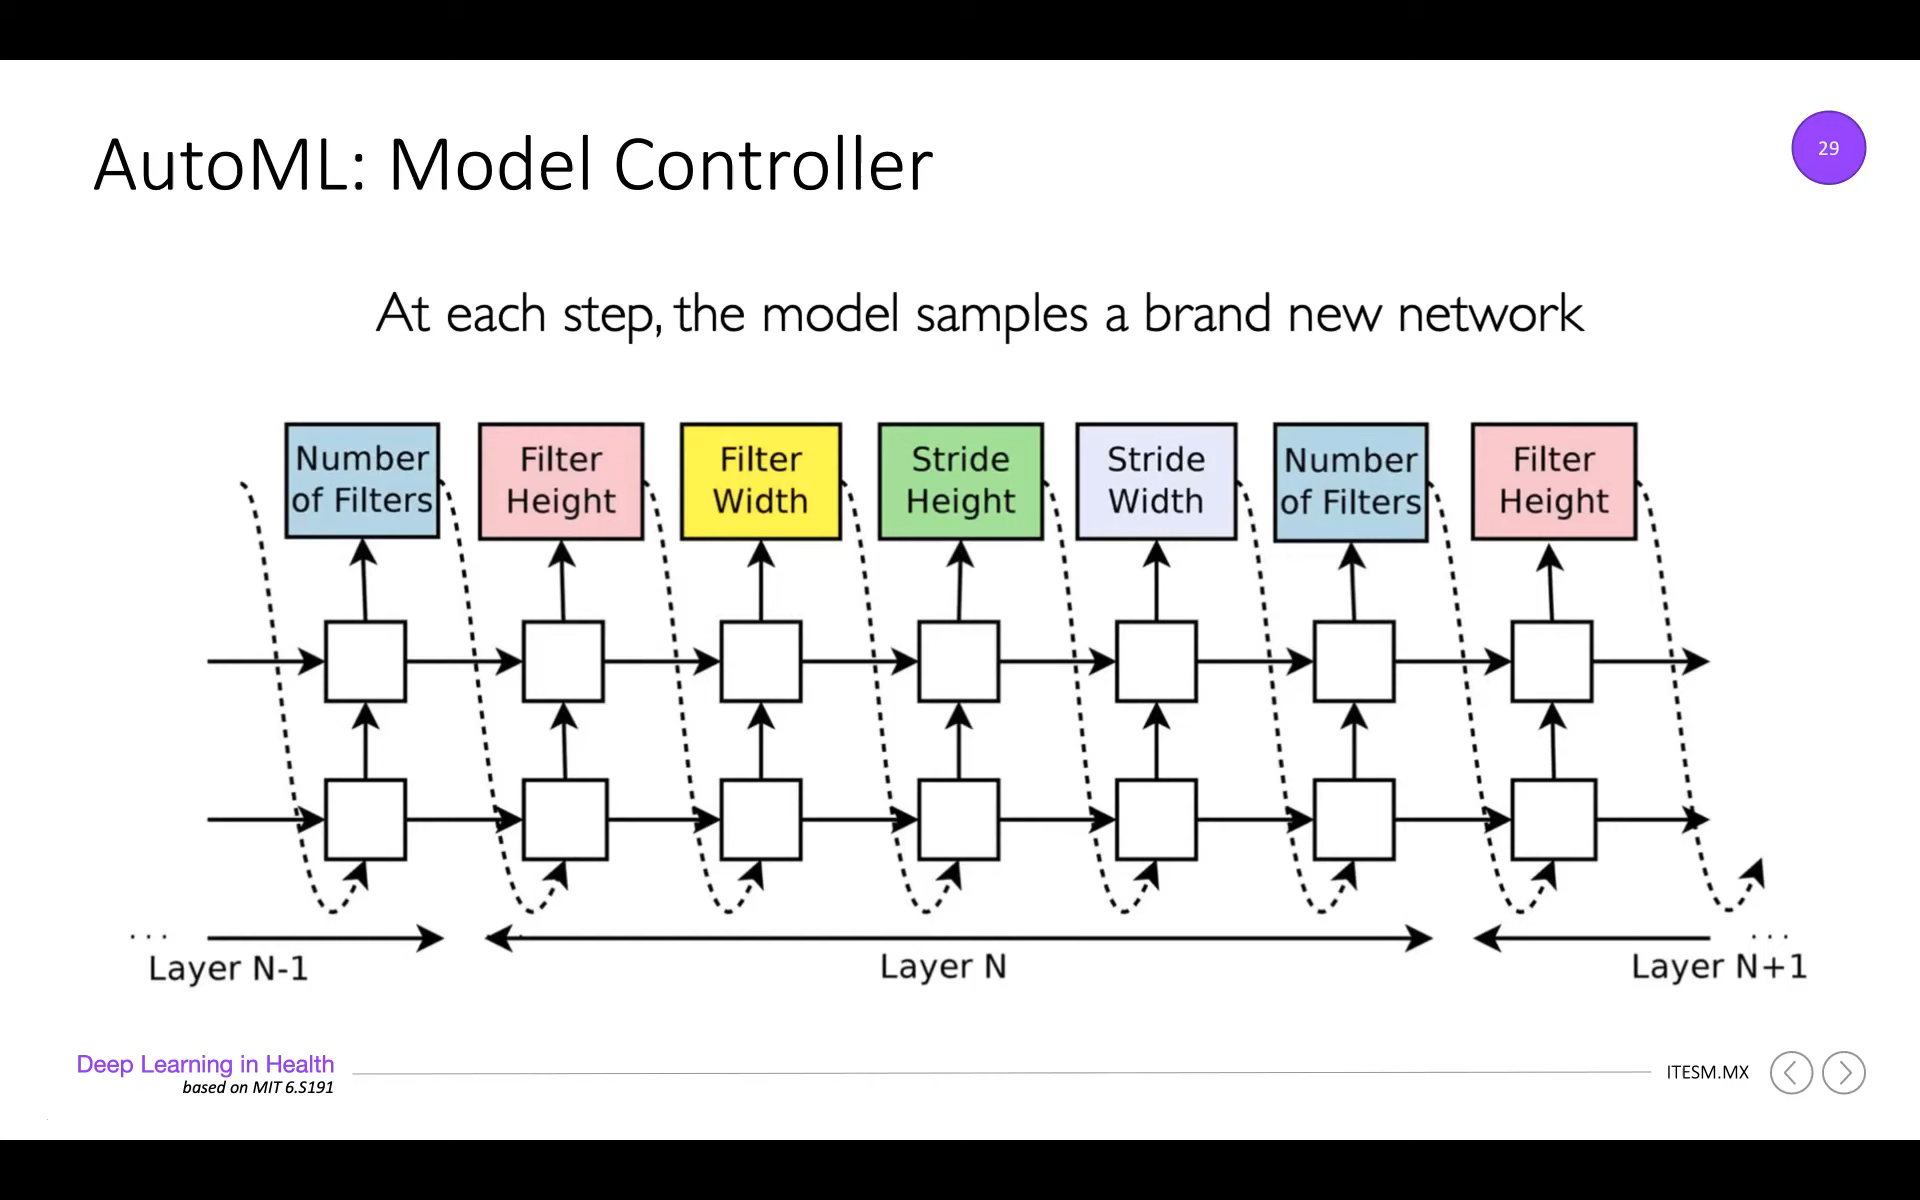 AutoML: Model Controller
29
At each step, the model samples a brand new network
Number
of Filters
Filter
Height
Filter
Width
Stride
Height
Stride
Width
Number
of Filters
Filter
Height
. . .
Layer N-1
Layer N
. . .
Layer N+1
Deep Learning in Health
based on MIT 6.S191
ITESM.MX